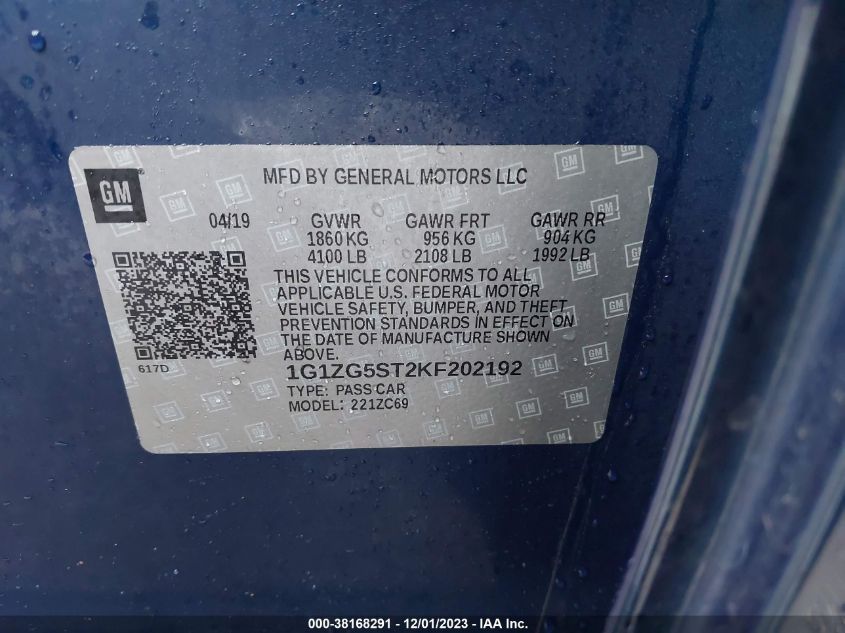 GM
MFD BY GENERAL MOTORS LLC
04/19 GVWR GAWR FRT GAWR RR
1860 KG 956 KG 904 KG
4100 LB 2108 LB 1992 LB
THIS VEHICLE CONFORMS TO ALL
APPLICABLE U.S. FEDERAL MOTOR
VEHICLE SAFETY, BUMPER, AND THEFT
PREVENTION STANDARDS IN EFFECT ON
THE DATE OF MANUFACTURE SHOWN
ABOVE.
617D
1G1ZG5ST2KF202192
TYPE: PASS CAR
MODEL: 221ZC69
000-38168291 - 12/01/2023 - IAA Inc.